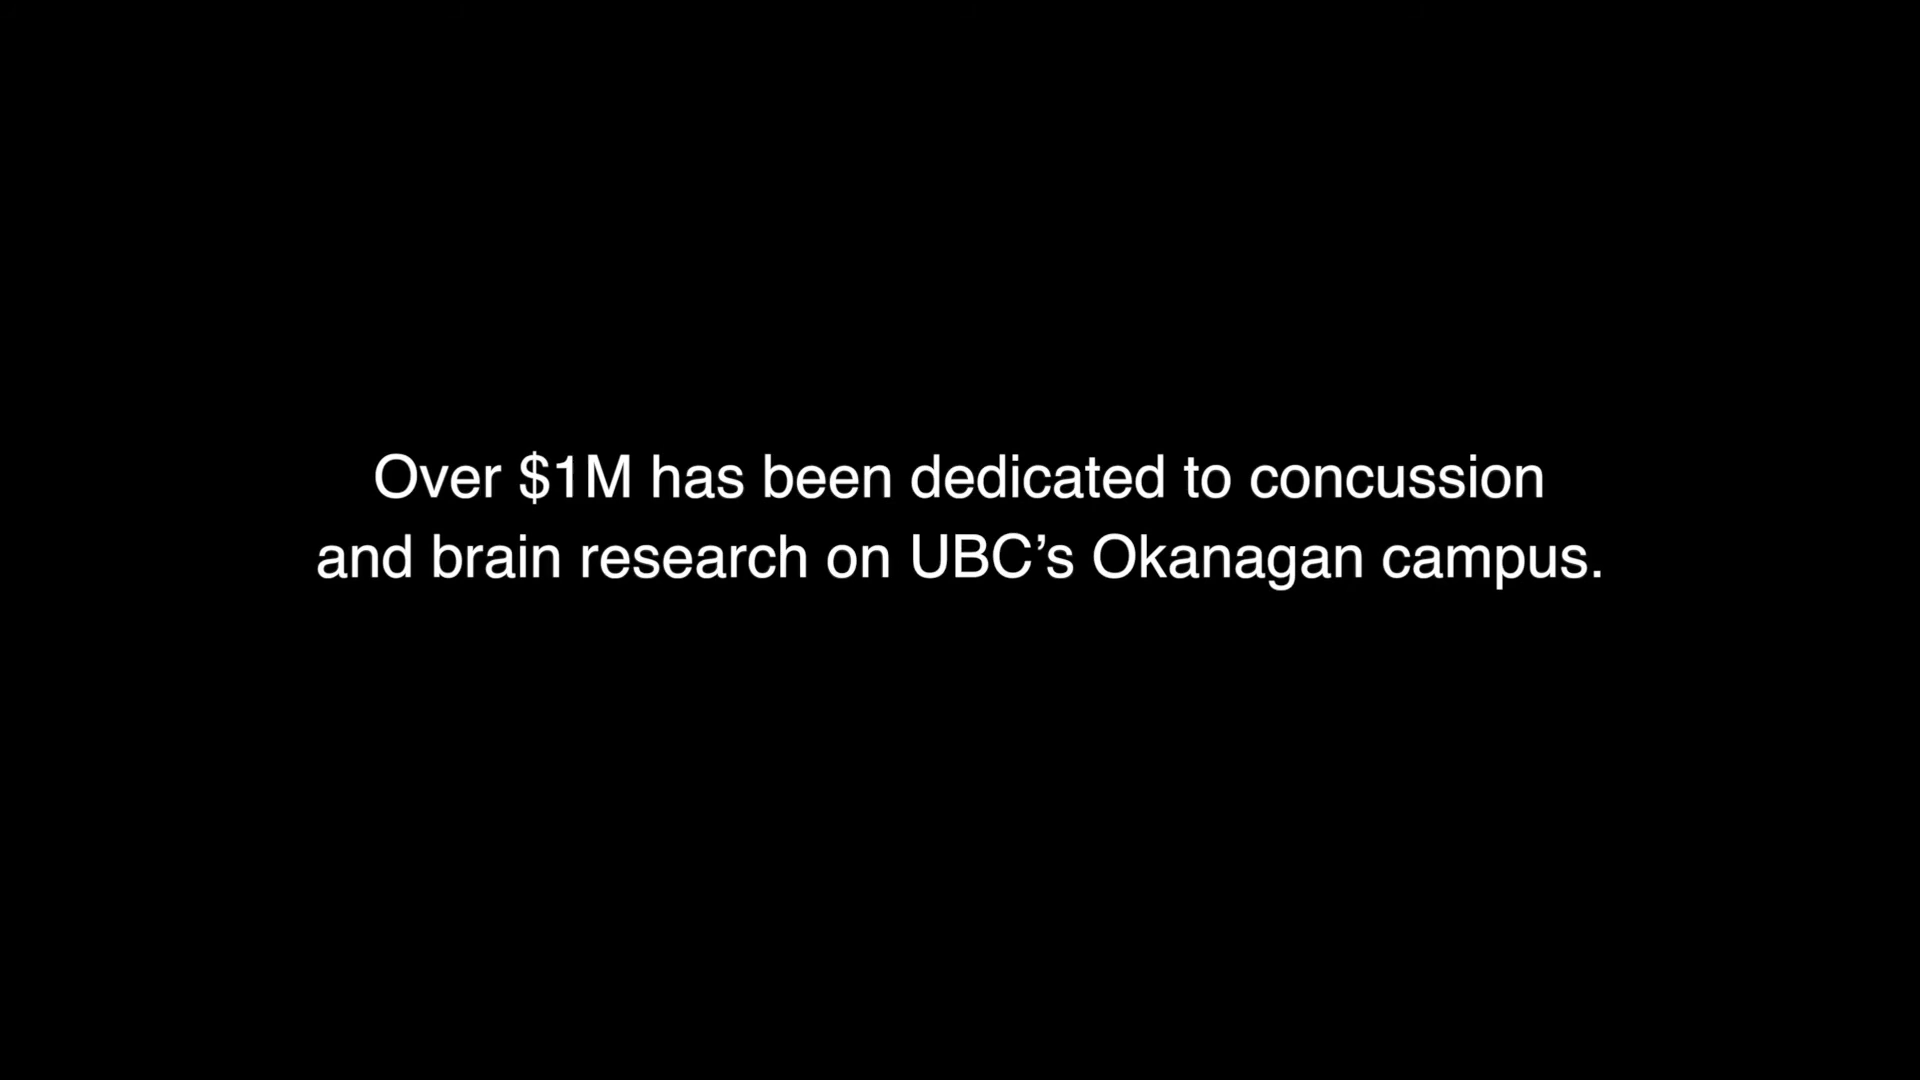 Over $1M has been dedicated to concussion
and brain research on UBC’s Okanagan campus.